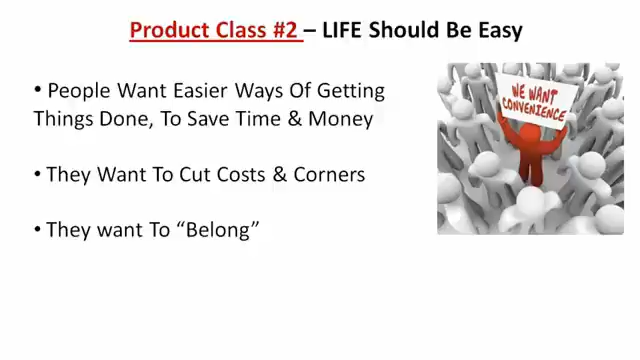 Product Class #2 – LIFE Should Be Easy
• People Want Easier Ways Of Getting
Things Done, To Save Time & Money
• They Want To Cut Costs & Corners
• They want To “Belong”
WE WANT
CONVENIENCE